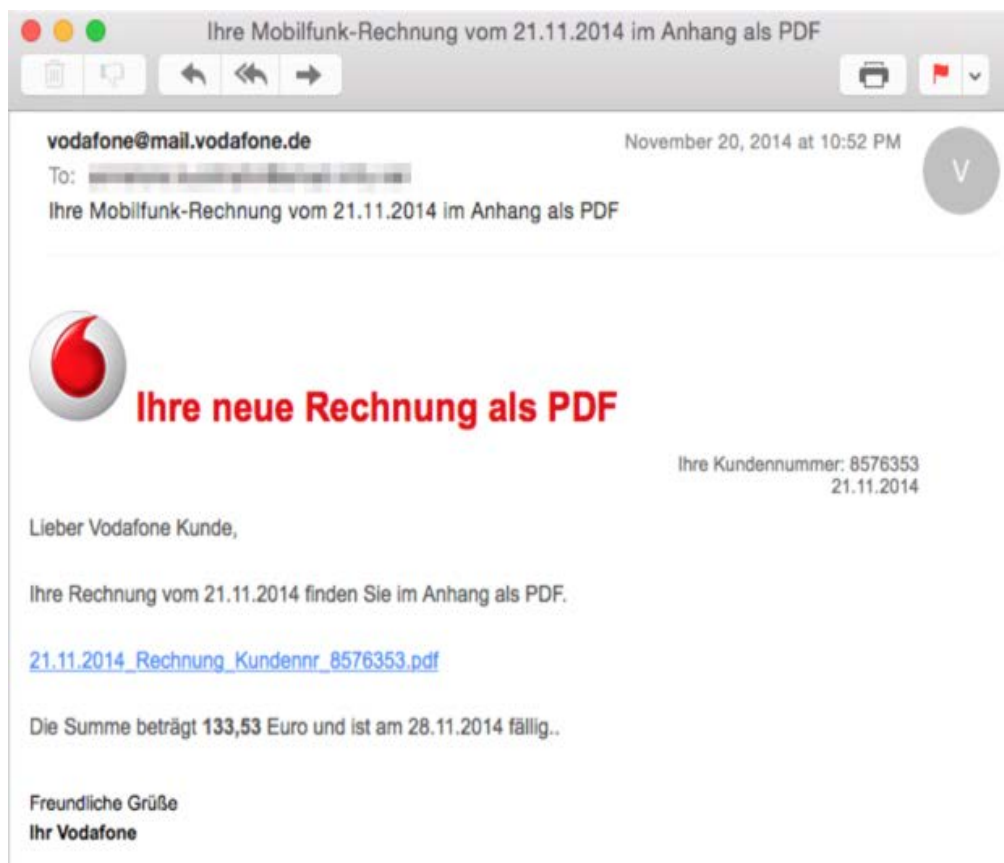 Ihre Mobilfunk-Rechnung vom 21.11.2014 im Anhang als PDF
vodafone@mail.vodafone.de
November 20, 2014 at 10:52 PM
V
To:
Ihre Mobilfunk-Rechnung vom 21.11.2014 im Anhang als PDF
Ihre neue Rechnung als PDF
Ihre Kundennummer: 8576353
21.11.2014
Lieber Vodafone Kunde,
Ihre Rechnung vom 21.11.2014 finden Sie im Anhang als PDF.
21.11.2014_Rechnung_Kundennr_8576353.pdf
Die Summe beträgt 133,53 Euro und ist am 28.11.2014 fällig..
Freundliche Grüße
Ihr Vodafone